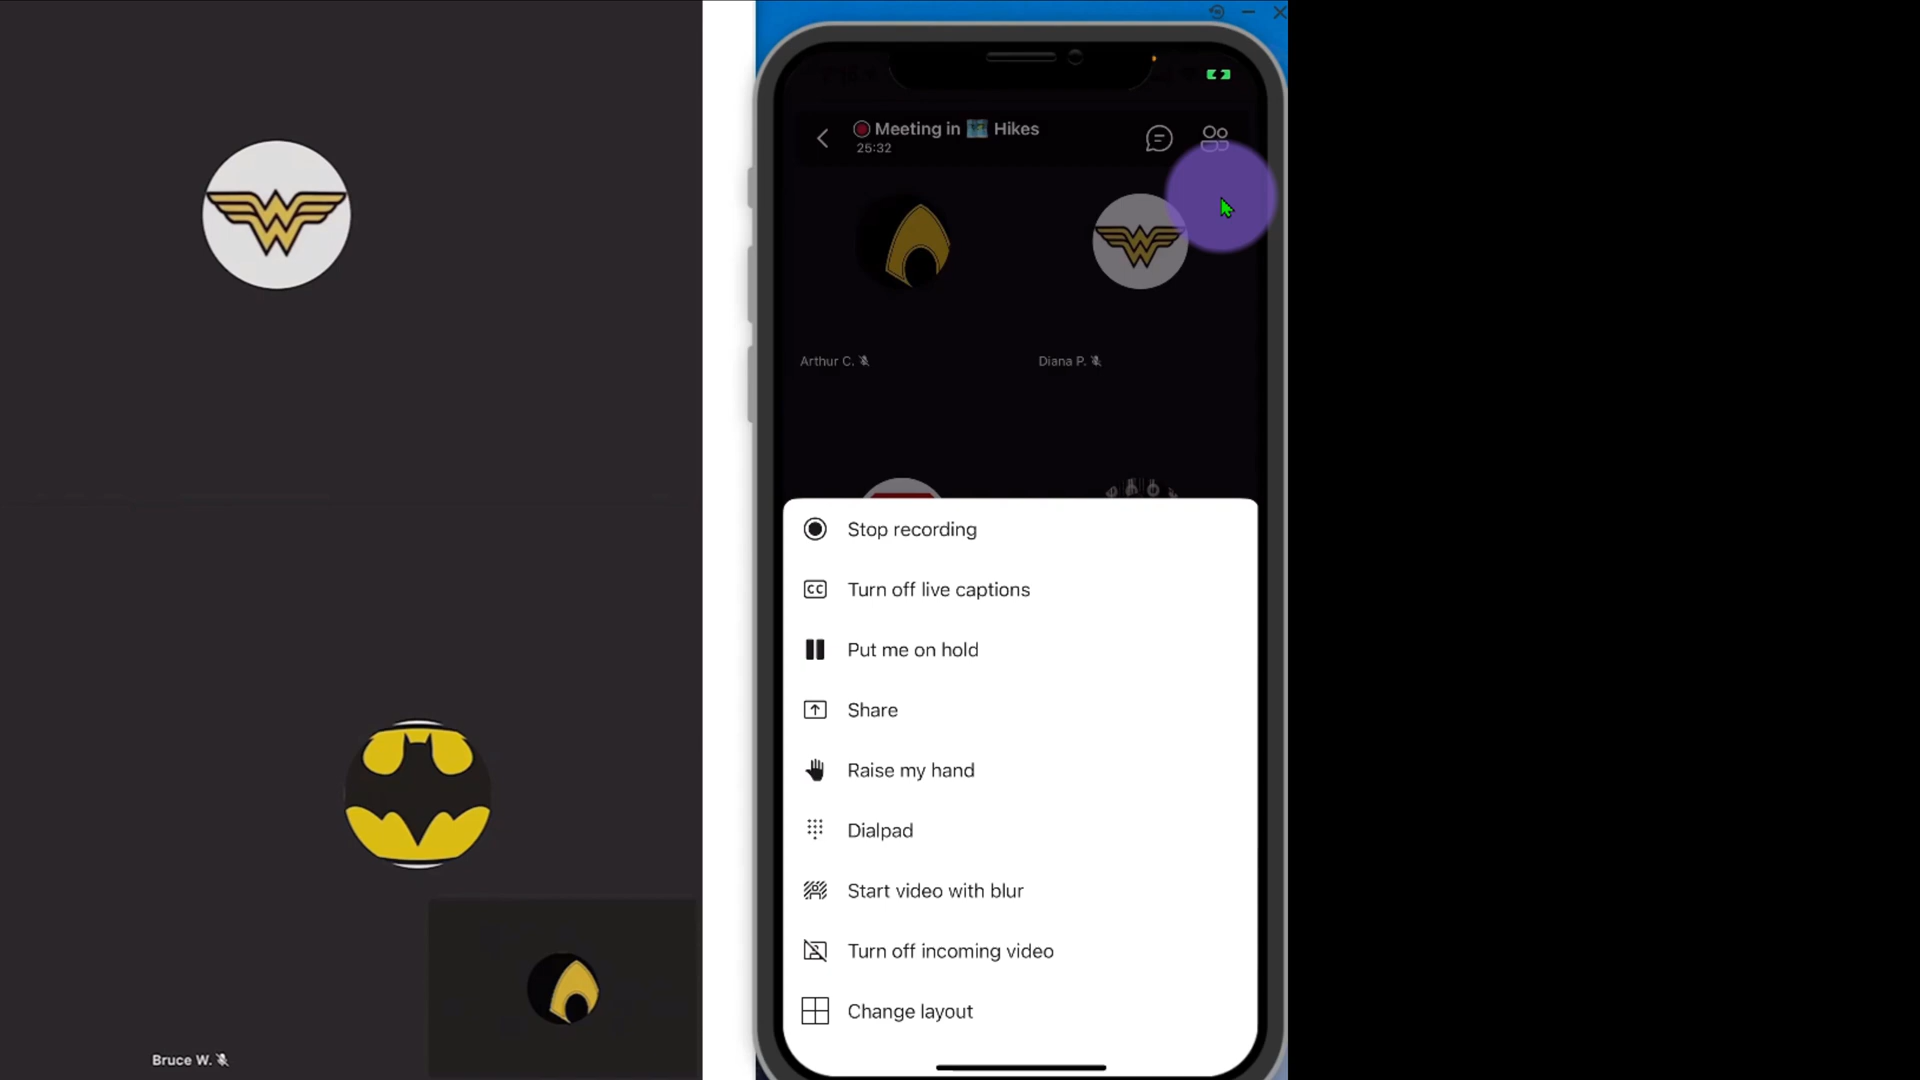 Meeting in Hikes
25:32
Arthur C.
Diana P.
Stop recording
CC Turn off live captions
Put me on hold
Share
Raise my hand
Dialpad
Start video with blur
Turn off incoming video
Change layout
Bruce W.